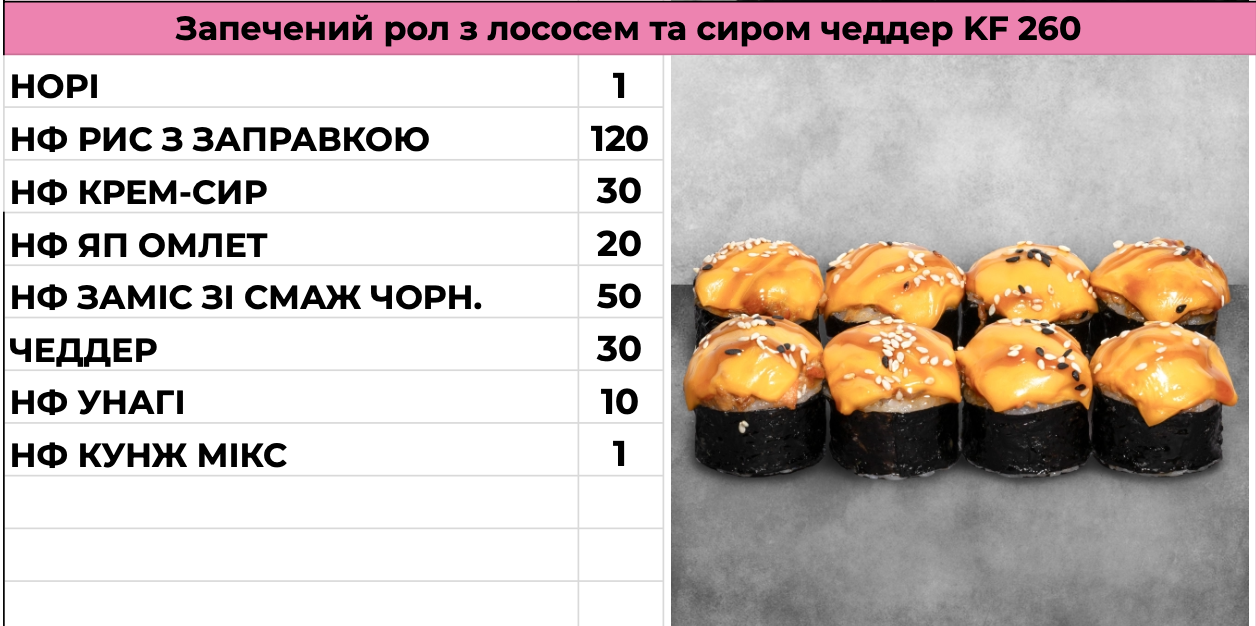 Запечений рол з лососем та сиром чеддер KF 260
НОРІ 1
НФ РИС З ЗАПРАВКОЮ 120
НФ КРЕМ-СИР 30
НФ ЯП ОМЛЕТ 20
НФ ЗАМІС ЗІ СМАЖ ЧОРН. 50
ЧЕДДЕР 30
НФ УНАГІ 10
НФ КУНЖ МІКС 1